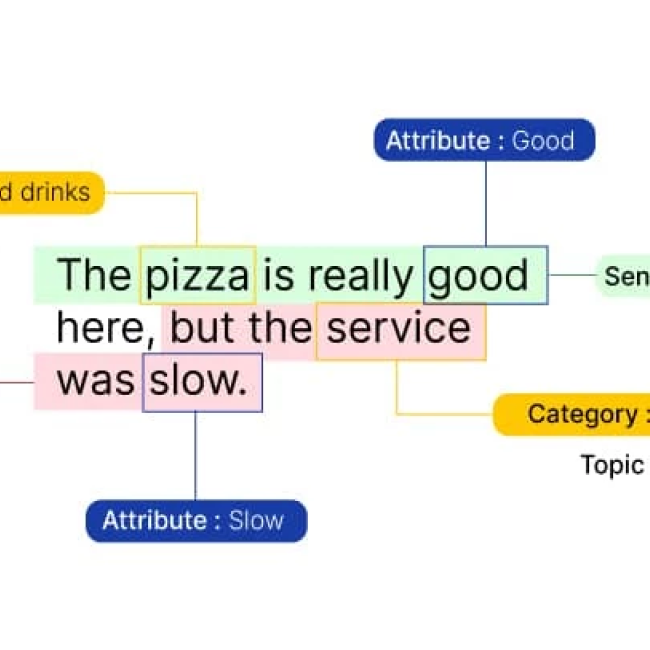 Attribute : Good
d drinks
The pizza is really good
Sen
here, but the service
was slow.
Category :
Topic
Attribute : Slow